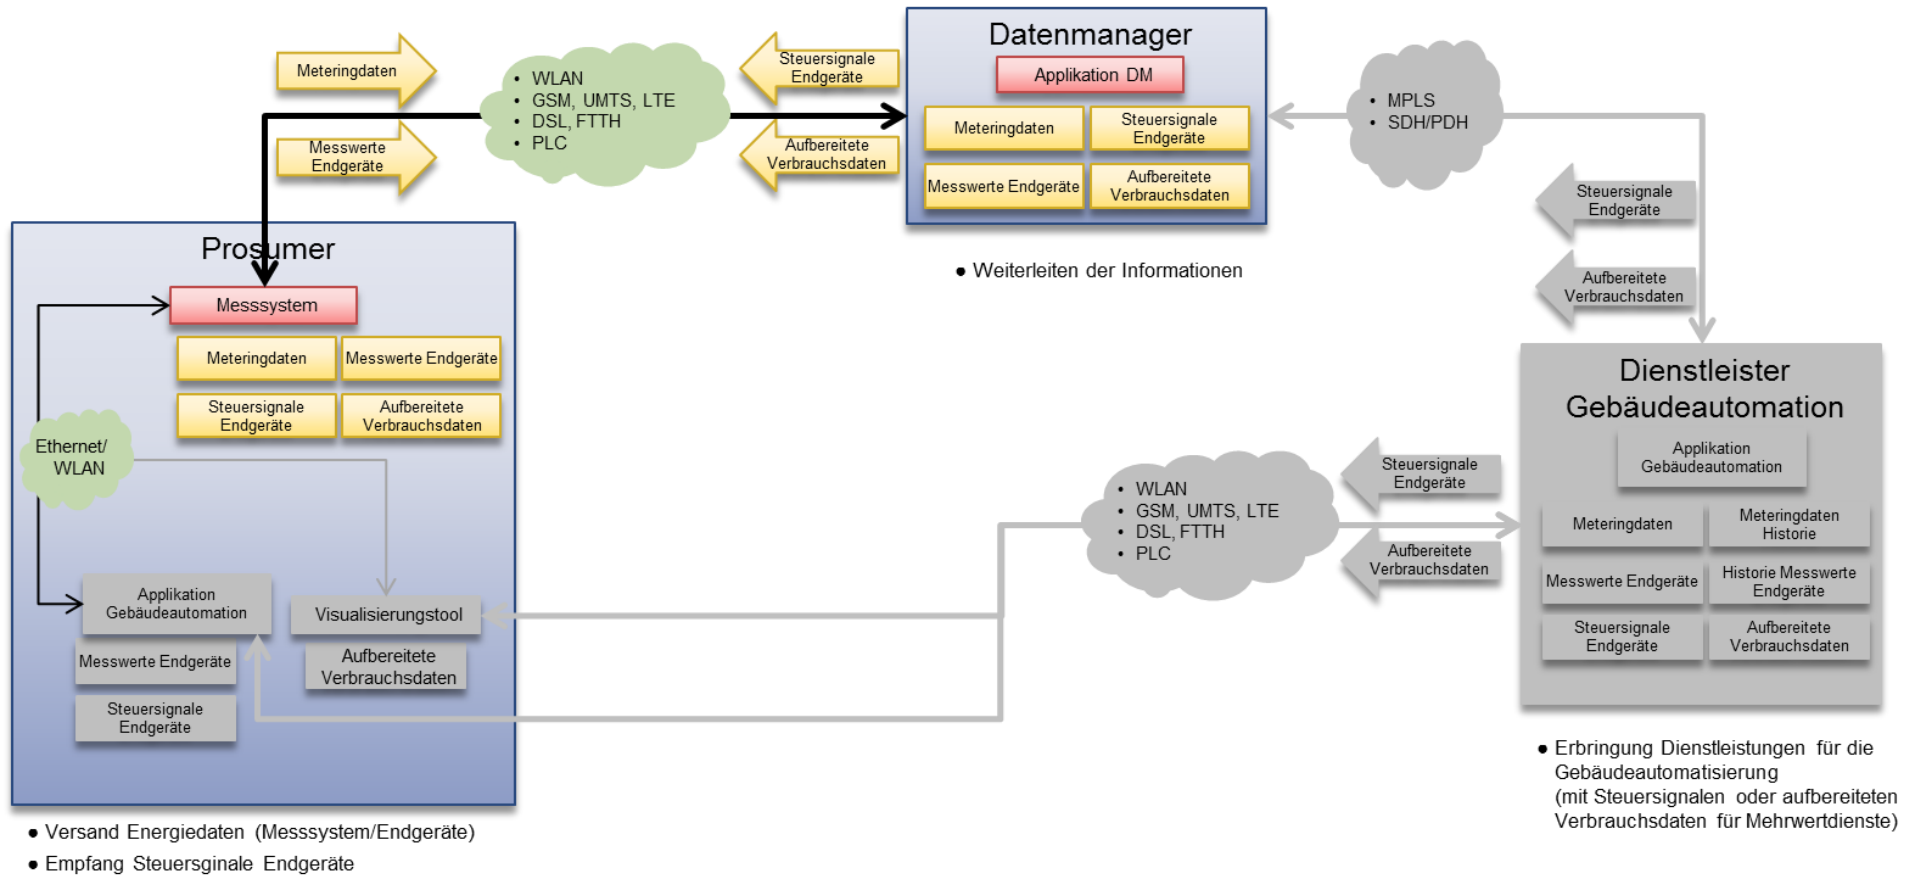 Meteringdaten
Messwerte
Endgeräte
• WLAN
• GSM, UMTS, LTE
• DSL, FTTH
• PLC
Steuersignale
Endgeräte
Aufbereitete
Verbrauchsdaten
Datenmanager
Applikation DM
Meteringdaten
Steuersignale
Endgeräte
Messwerte Endgeräte
Aufbereitete
Verbrauchsdaten
● Weiterleiten der Informationen
• MPLS
• SDH/PDH
Steuersignale
Endgeräte
Aufbereitete
Verbrauchsdaten
Prosumer
Messsystem
Meteringdaten
Messwerte Endgeräte
Steuersignale
Endgeräte
Aufbereitete
Verbrauchsdaten
Ethernet/
WLAN
Applikation
Gebäudeautomation
Messwerte Endgeräte
Steuersignale
Endgeräte
Visualisierungstool
Aufbereitete
Verbrauchsdaten
• WLAN
• GSM, UMTS, LTE
• DSL, FTTH
• PLC
Steuersignale
Endgeräte
Aufbereitete
Verbrauchsdaten
Dienstleister
Gebäudeautomation
Applikation
Gebäudeautomation
Meteringdaten
Meteringdaten
Historie
Messwerte Endgeräte
Historie Messwerte
Endgeräte
Steuersignale
Endgeräte
Aufbereitete
Verbrauchsdaten
● Erbringung Dienstleistungen für die
Gebäudeautomatisierung
(mit Steuersignalen oder aufbereiteten
Verbrauchsdaten für Mehrwertdienste)
● Versand Energiedaten (Messsystem/Endgeräte)
● Empfang Steuersginale Endgeräte